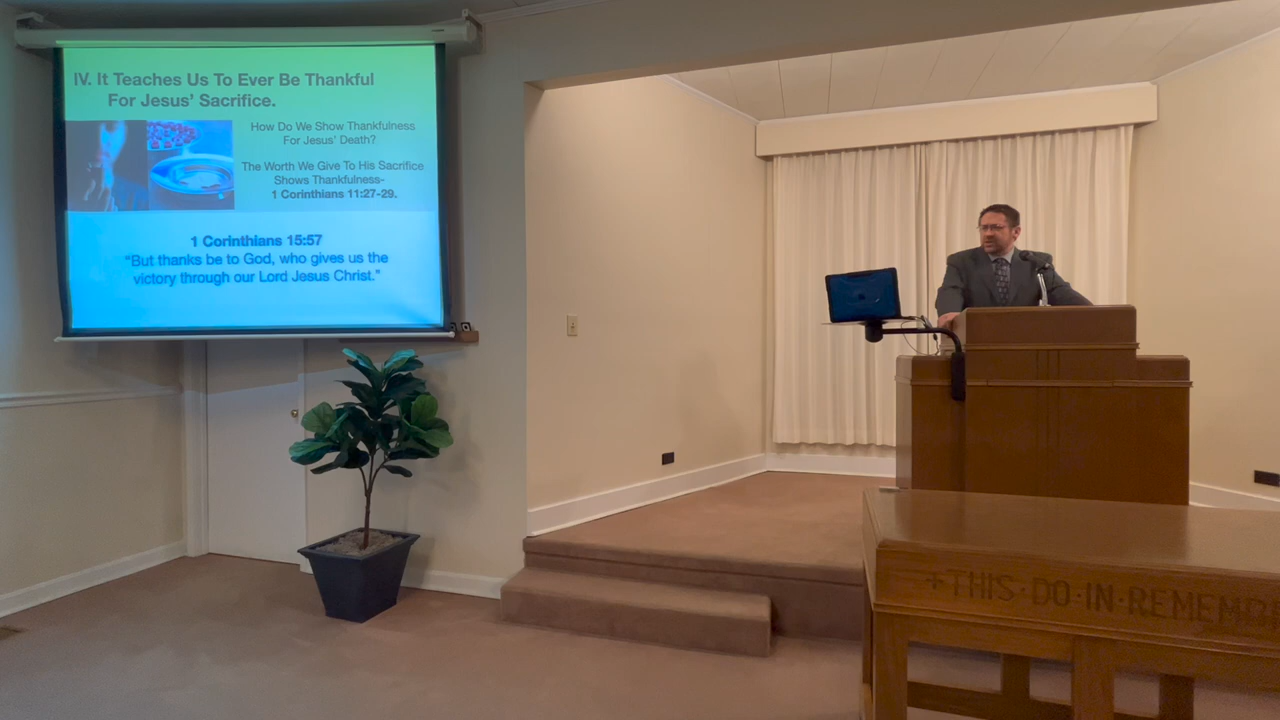 IV. It Teaches Us To Ever Be Thankful
For Jesus' Sacrifice.
How Do We Show Thankfulness
For Jesus' Death?
The Worth We Give To His Sacrifice
Shows Thankfulness-
1 Corinthians 11:27-29.
1 Corinthians 15:57
"But thanks be to God, who gives us the
victory through our Lord Jesus Christ."
+THIS·DO·IN·REMEMB